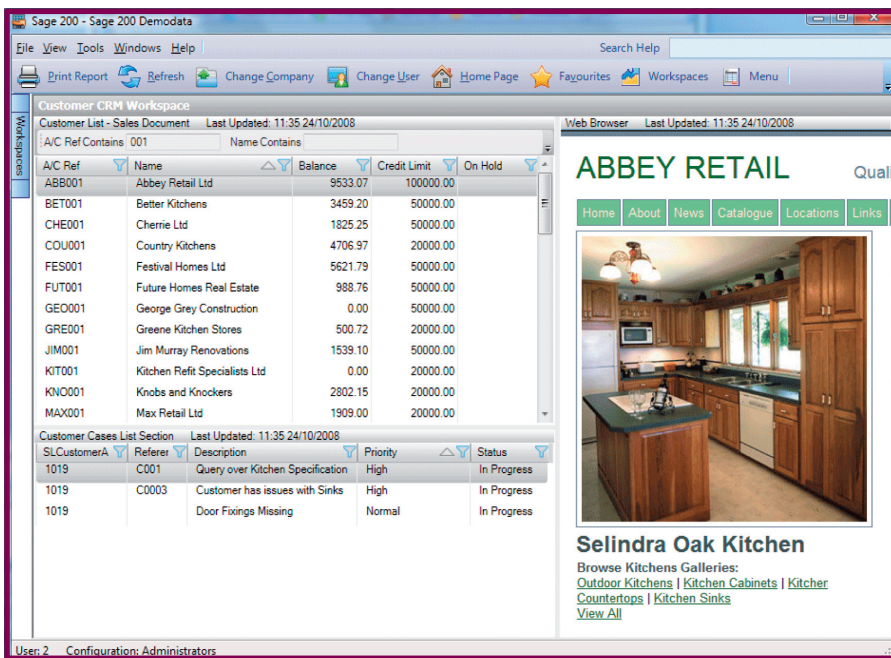 Sage 200 - Sage 200 Demodata
File View Tools Windows Help Search Help
Print Report Refresh Change Company Change User Home Page Favourites Workspaces Menu
Workspaces
Customer CRM Workspace
Customer List - Sales Document Last Updated: 11:35 24/10/2008
A/C Ref Contains 001 Name Contains
A/C Ref Name Balance Credit Limit On Hold
ABB001 Abbey Retail Ltd 9533.07 100000.00
BET001 Better Kitchens 3459.20 50000.00
CHE001 Cherrie Ltd 1825.25 50000.00
COU001 Country Kitchens 4706.97 20000.00
FES001 Festival Homes Ltd 5621.79 50000.00
FUT001 Future Homes Real Estate 988.76 50000.00
GEO001 George Grey Construction 0.00 50000.00
GRE001 Greene Kitchen Stores 500.72 20000.00
JIM001 Jim Murray Renovations 1539.10 50000.00
KIT001 Kitchen Refit Specialists Ltd 0.00 20000.00
KNO001 Knobs and Knockers 2802.15 20000.00
MAX001 Max Retail Ltd 1909.00 20000.00
Customer Cases List Section Last Updated: 11:35 24/10/2008
SLCustomerA Referer Description Priority Status
1019 C001 Query over Kitchen Specification High In Progress
1019 C0003 Customer has issues with Sinks High In Progress
1019 Door Fixings Missing Normal In Progress
Web Browser Last Updated: 11:35 24/10/2008
ABBEY RETAIL Quali
Home About News Catalogue Locations Links
Selindra Oak Kitchen
Browse Kitchens Galleries:
Outdoor Kitchens | Kitchen Cabinets | Kitcher
Countertops | Kitchen Sinks
View All
User: 2 Configuration: Administrators